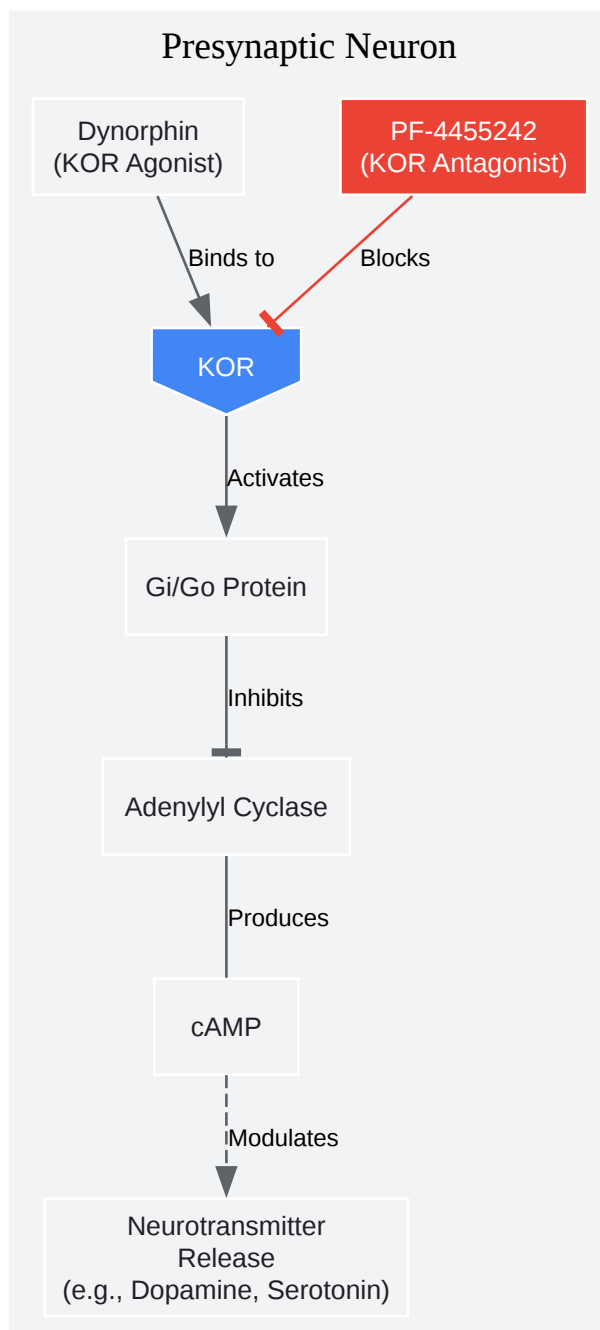 Presynaptic Neuron
Dynorphin
(KOR Agonist)
PF-4455242
(KOR Antagonist)
Binds to
Blocks
KOR
Activates
Gi/Go Protein
Inhibits
Adenylyl Cyclase
Produces
cAMP
Modulates
Neurotransmitter
Release
(e.g., Dopamine, Serotonin)